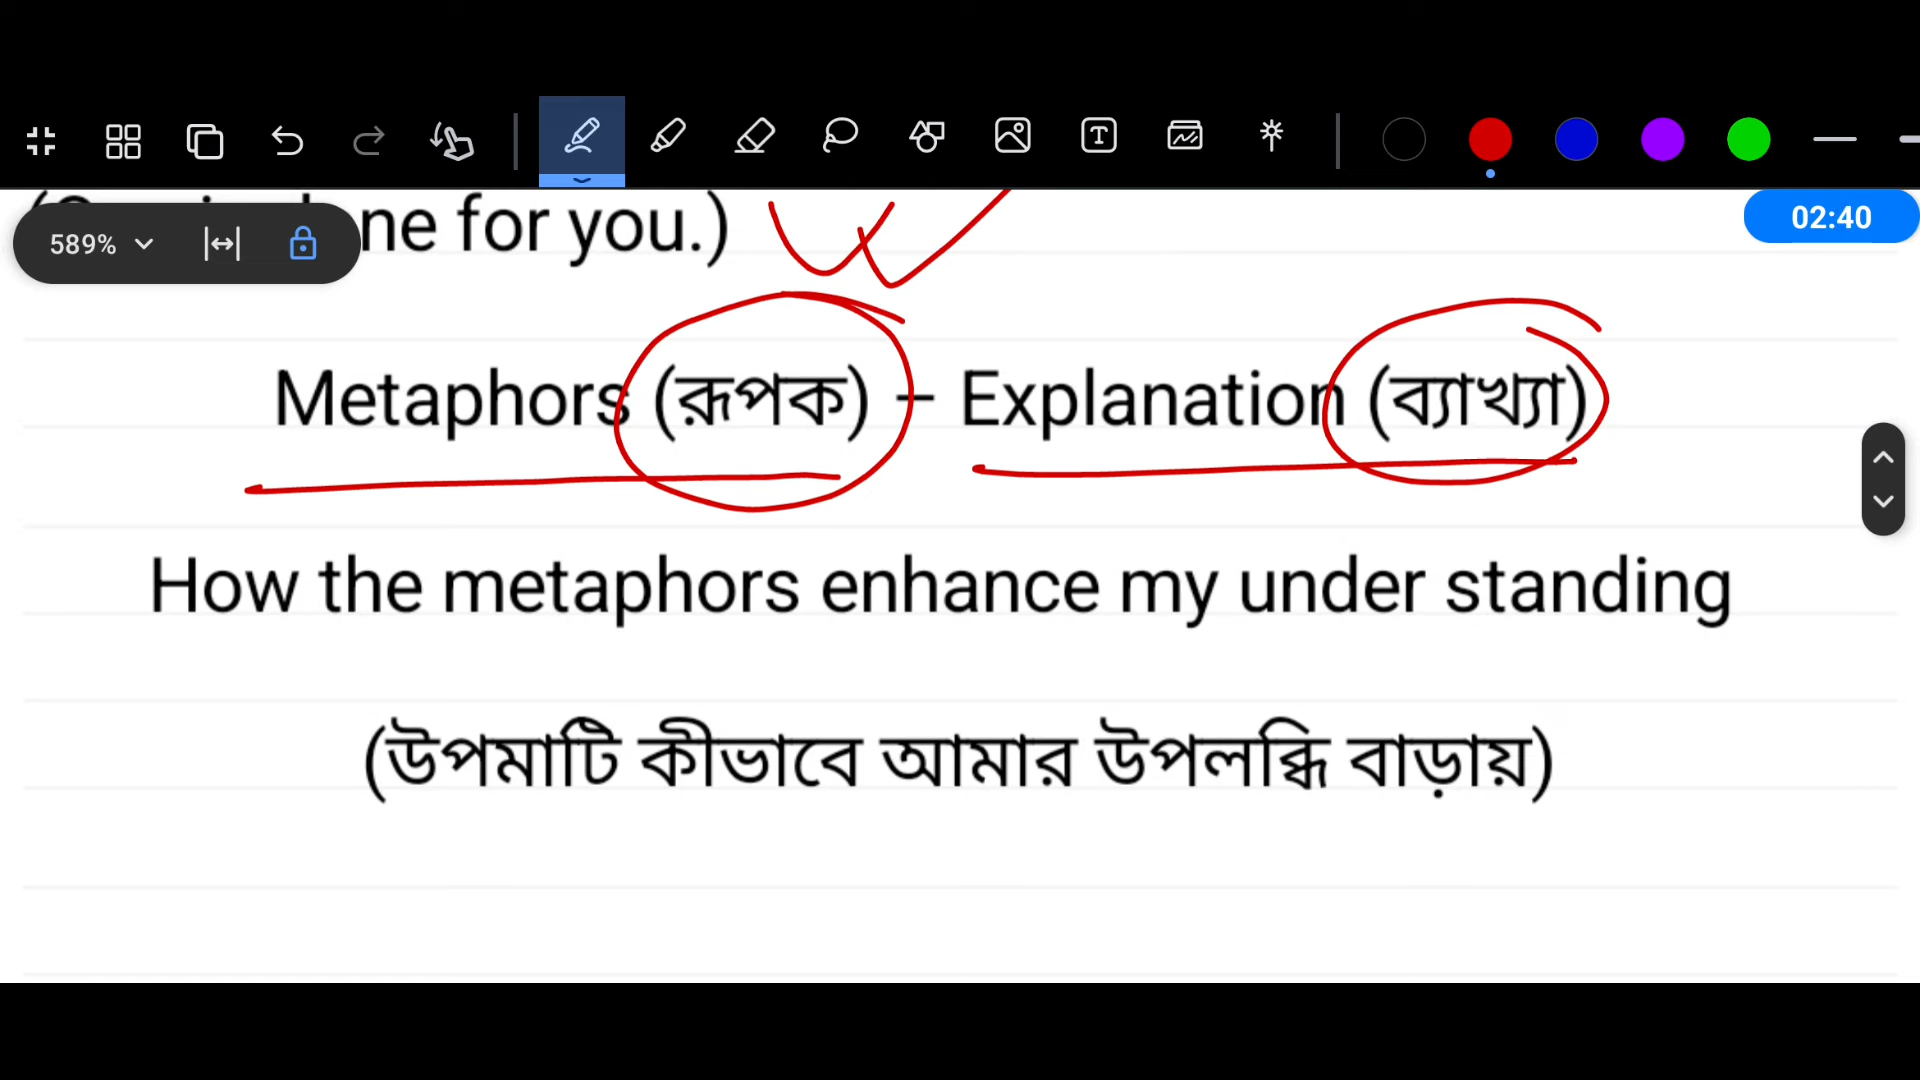 ne for you.)
589%
02:40
Metaphors (রূপক) – Explanation (ব্যাখ্যা)
How the metaphors enhance my under standing
(উপমাটি কীভাবে আমার উপলব্ধি বাড়ায়)